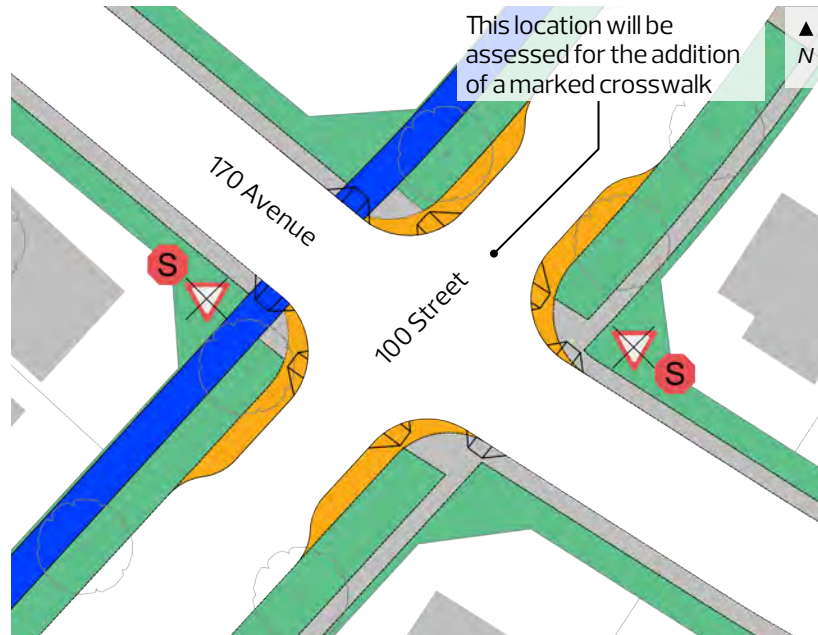 This location will be
assessed for the addition
of a marked crosswalk
▲
N
170 Avenue
S
100 Street
S